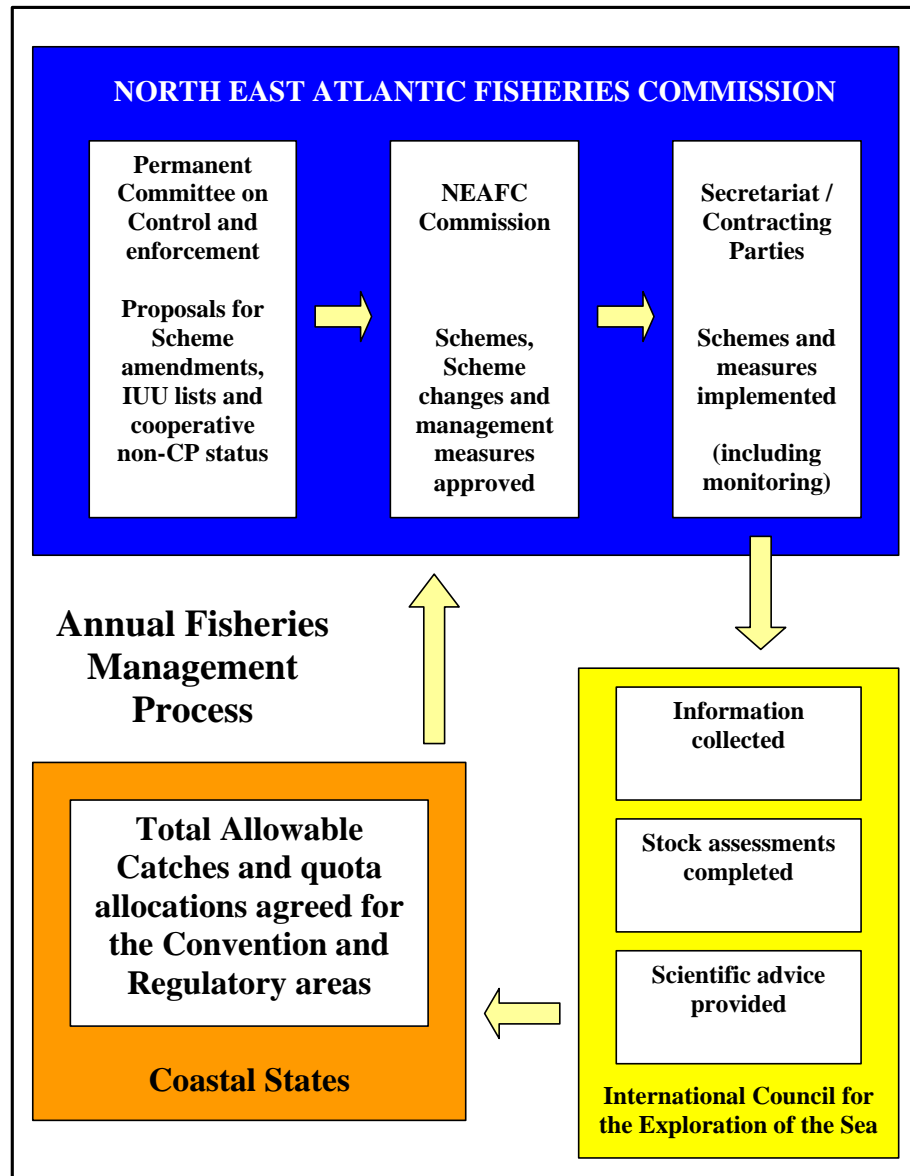 NORTH EAST ATLANTIC FISHERIES COMMISSION
Permanent
Committee on
Control and
enforcement
Proposals for
Scheme
amendments,
IUU lists and
cooperative
non-CP status
NEAFC
Commission
Schemes,
Scheme
changes and
management
measures
approved
Secretariat /
Contracting
Parties
Schemes and
measures
implemented
(including
monitoring)
Annual Fisheries
Management
Process
Information
collected
Stock assessments
completed
Scientific advice
provided
International Council for
the Exploration of the Sea
Total Allowable
Catches and quota
allocations agreed for
the Convention and
Regulatory areas
Coastal States